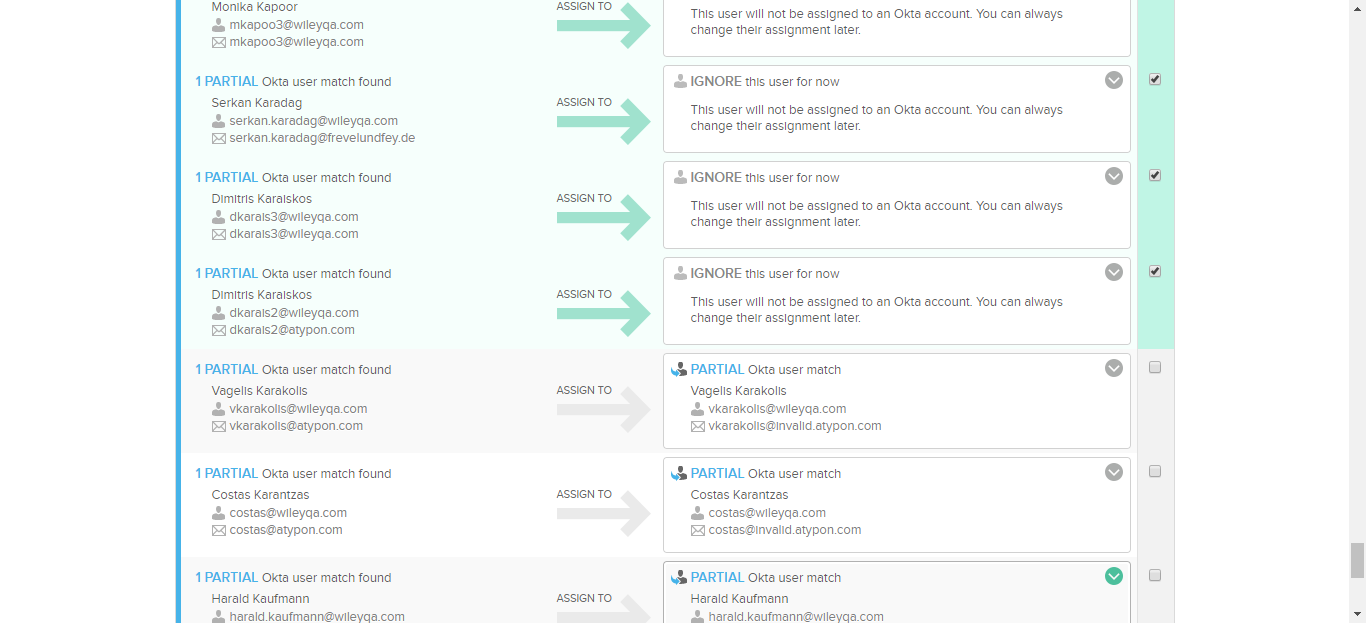 Monika Kapoor
mkapoo3@wileyqa.com
mkapoo3@wileyqa.com
ASSIGN TO
This user will not be assigned to an Okta account. You can always
change their assignment later.
1 PARTIAL Okta user match found
Serkan Karadag
serkan.karadag@wileyqa.com
serkan.karadag@frevelundfey.de
ASSIGN TO
IGNORE this user for now
This user will not be assigned to an Okta account. You can always
change their assignment later.
1 PARTIAL Okta user match found
Dimitris Karaiskos
dkarais3@wileyqa.com
dkarais3@wileyqa.com
ASSIGN TO
IGNORE this user for now
This user will not be assigned to an Okta account. You can always
change their assignment later.
1 PARTIAL Okta user match found
Dimitris Karaiskos
dkarais2@wileyqa.com
dkarais2@atypon.com
ASSIGN TO
IGNORE this user for now
This user will not be assigned to an Okta account. You can always
change their assignment later.
1 PARTIAL Okta user match found
Vagelis Karakolis
vkarakolis@wileyqa.com
vkarakolis@atypon.com
ASSIGN TO
PARTIAL Okta user match
Vagelis Karakolis
vkarakolis@wileyqa.com
vkarakolis@invalid.atypon.com
1 PARTIAL Okta user match found
Costas Karantzas
costas@wileyqa.com
costas@atypon.com
ASSIGN TO
PARTIAL Okta user match
Costas Karantzas
costas@wileyqa.com
costas@invalid.atypon.com
1 PARTIAL Okta user match found
Harald Kaufmann
harald.kaufmann@wileyqa.com
ASSIGN TO
PARTIAL Okta user match
Harald Kaufmann
harald.kaufmann@wileyqa.com